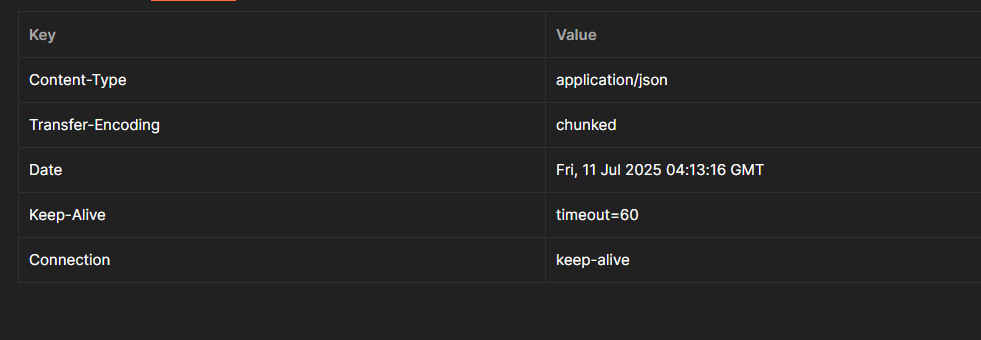 Key Value
Content-Type application/json
Transfer-Encoding chunked
Date Fri, 11 Jul 2025 04:13:16 GMT
Keep-Alive timeout=60
Connection keep-alive